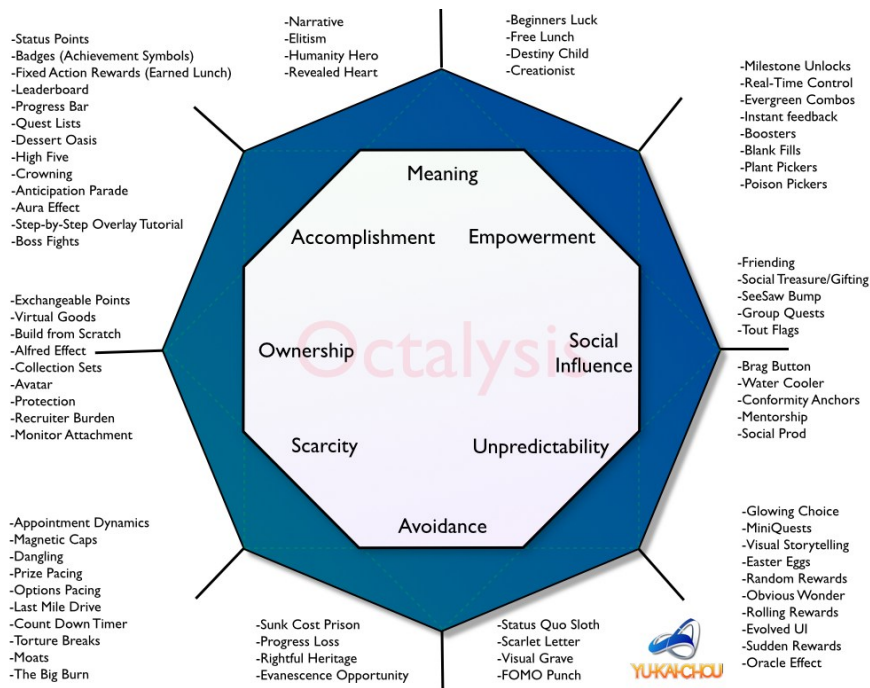 -Narrative
-Elitism
-Humanity Hero
-Revealed Heart
-Beginners Luck
-Free Lunch
-Destiny Child
-Creationist
-Status Points
-Badges (Achievement Symbols)
-Fixed Action Rewards (Earned Lunch)
-Leaderboard
-Progress Bar
-Quest Lists
-Dessert Oasis
-High Five
-Crowning
-Anticipation Parade
-Aura Effect
-Step-by-Step Overlay Tutorial
-Boss Fights
-Milestone Unlocks
-Real-Time Control
-Evergreen Combos
-Instant feedback
-Boosters
-Blank Fills
-Plant Pickers
-Poison Pickers
Meaning
Accomplishment
Empowerment
Octalysis
Ownership
Social
Influence
Scarcity
Unpredictability
Avoidance
-Exchangeable Points
-Virtual Goods
-Build from Scratch
-Alfred Effect
-Collection Sets
-Avatar
-Protection
-Recruiter Burden
-Monitor Attachment
-Friending
-Social Treasure/Gifting
-SeeSaw Bump
-Group Quests
-Tout Flags
-Brag Button
-Water Cooler
-Conformity Anchors
-Mentorship
-Social Prod
-Appointment Dynamics
-Magnetic Caps
-Dangling
-Prize Pacing
-Options Pacing
-Last Mile Drive
-Count Down Timer
-Torture Breaks
-Moats
-The Big Burn
-Sunk Cost Prison
-Progress Loss
-Rightful Heritage
-Evanescence Opportunity
-Status Quo Sloth
-Scarlet Letter
-Visual Grave
-FOMO Punch
-Glowing Choice
-MiniQuests
-Visual Storytelling
-Easter Eggs
-Random Rewards
-Obvious Wonder
-Rolling Rewards
-Evolved UI
-Sudden Rewards
-Oracle Effect
YU-KAI-CHOU